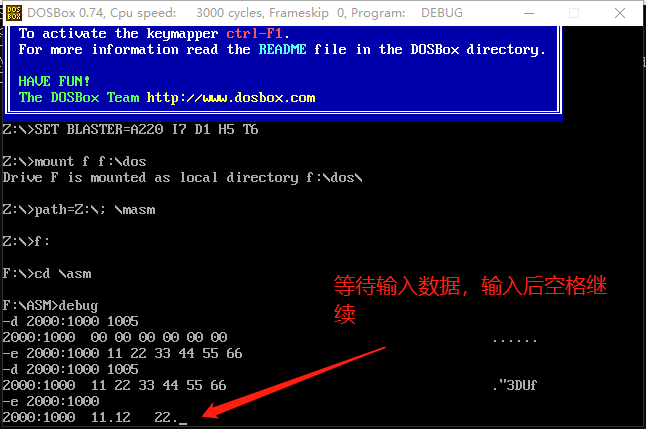 DOS
BOX
DOSBox 0.74, Cpu speed: 3000 cycles, Frameskip 0, Program: DEBUG
To activate the keymapper ctrl-F1.
For more information read the README file in the DOSBox directory.
HAVE FUN!
The DOSBox Team http://www.dosbox.com
Z:\>SET BLASTER=A220 I7 D1 H5 T6
Z:\>mount f f:\dos
Drive F is mounted as local directory f:\dos\
Z:\>path=Z:\; \masm
Z:\>f:
F:\>cd \asm
F:\ASM>debug
-d 2000:1000 1005
2000:1000 00 00 00 00 00 00 ......
-e 2000:1000 11 22 33 44 55 66
-d 2000:1000 1005
2000:1000 11 22 33 44 55 66 ."3DUf
-e 2000:1000
2000:1000 11.12 22._
等待输入数据，输入后空格继
续